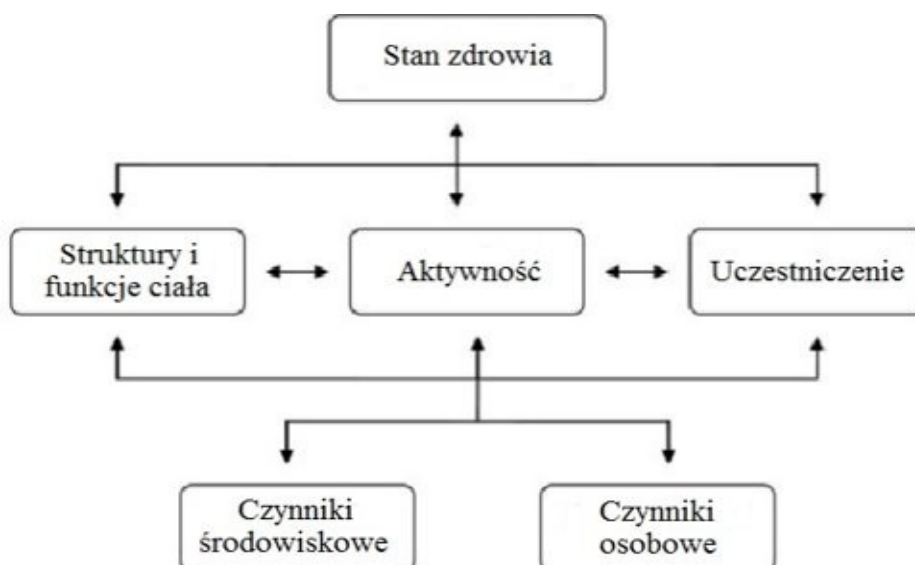 Stan zdrowia
Struktury i
funkcje ciała
Aktywność
Uczestniczenie
Czynniki
środowiskowe
Czynniki
osobowe